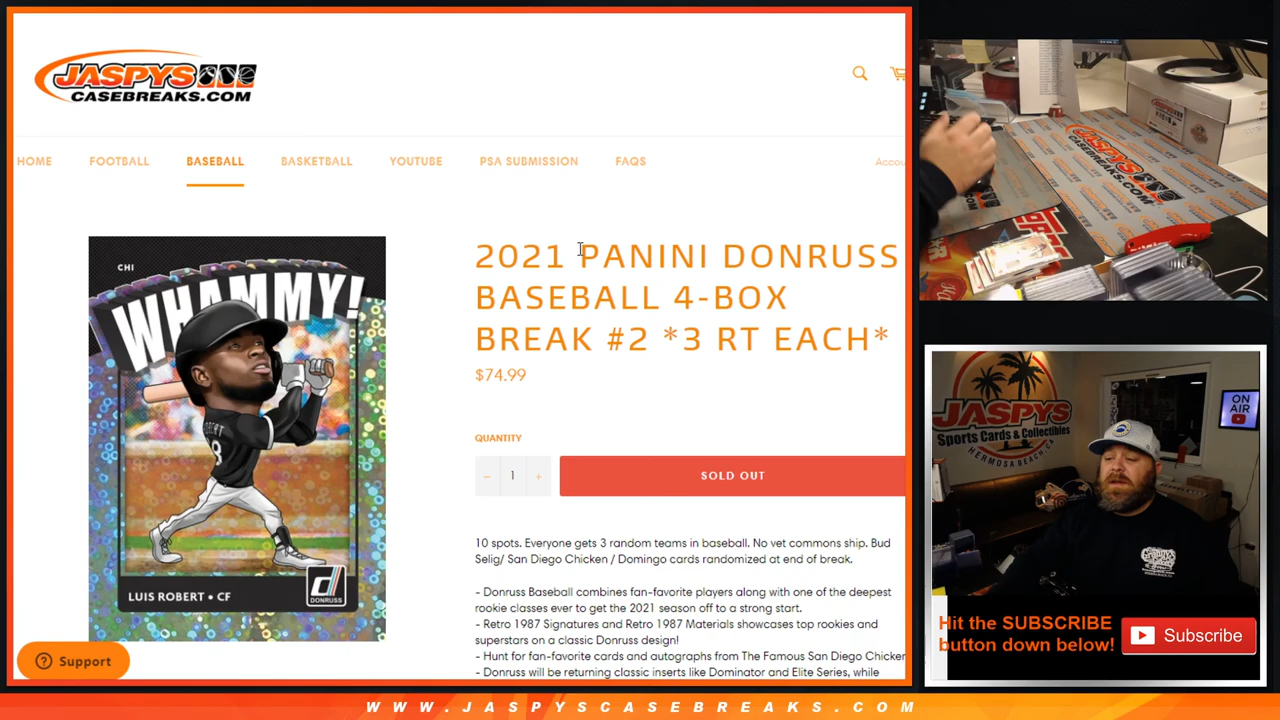 JASPYS
CASEBREAKS.COM
HOME
FOOTBALL
BASEBALL
BASKETBALL
YOUTUBE
PSA SUBMISSION
FAQS
Accou
CHI
WHAMMY!
LUIS ROBERT • CF
DONRUSS
2021 PANINI DONRUSS
BASEBALL 4-BOX
BREAK #2 *3 RT EACH*
$74.99
QUANTITY
− 1 +
SOLD OUT
10 spots. Everyone gets 3 random teams in baseball. No vet commons ship. Bud
Selig/ San Diego Chicken / Domingo cards randomized at end of break.
- Donruss Baseball combines fan-favorite players along with one of the deepest
rookie classes ever to get the 2021 season off to a strong start.
- Retro 1987 Signatures and Retro 1987 Materials showcases top rookies and
superstars on a classic Donruss design!
- Hunt for fan-favorite cards and autographs from The Famous San Diego Chicken
- Donruss will be returning classic inserts like Dominator and Elite Series, while
Support
JASPYS
CASEBREAKS.COM
JASPYS
Sports Cards & Collectibles
HERMOSA BEACH, CA
ON
AIR
Hit the SUBSCRIBE
button down below!
Subscribe
WWW.JASPYSCASEBREAKS.COM